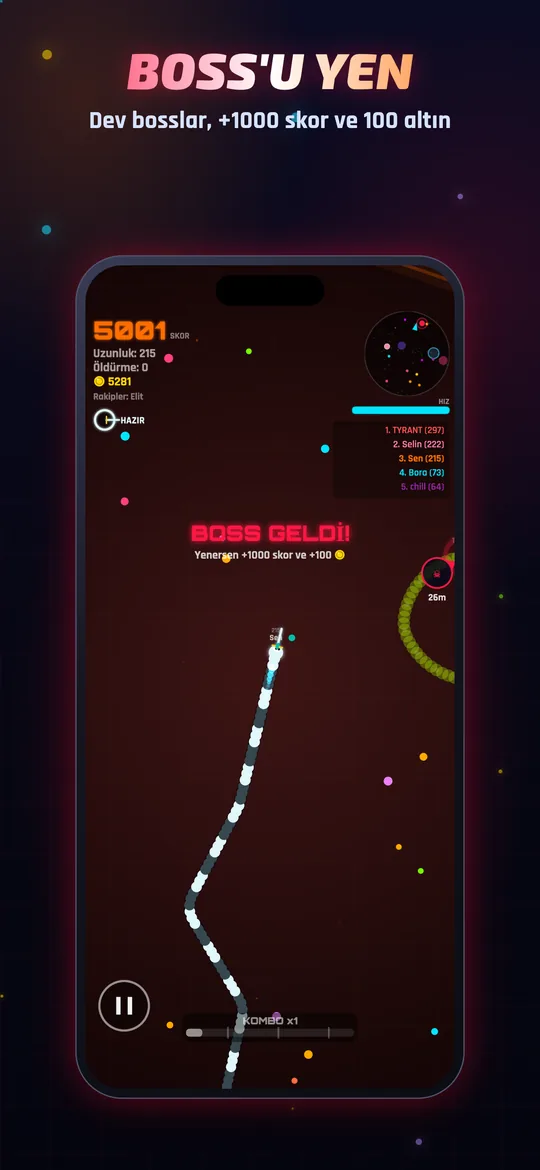 BOSS'U YEN
Dev bosslar, +1000 skor ve 100 altın
5001 SKOR
Uzunluk: 215
Öldürme: 0
5281
Rakipler: Elit
HAZIR
HIZ
1. TYRANT (297)
2. Selin (222)
3. Sen (215)
4. Bora (73)
5. chill (64)
BOSS GELDİ!
Yenersen +1000 skor ve +100
26m
Sen
KOMBO x1